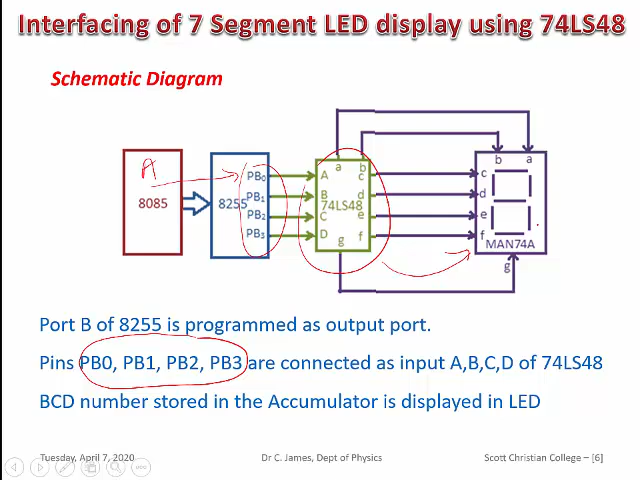 Interfacing of 7 Segment LED display using 74LS48
Schematic Diagram
a b
b a
A
PB0 A c c
8085 8255 PB1 B 74LS48 d d
PB2 C e e
PB3 D f f MAN74A
g g
Port B of 8255 is programmed as output port.
Pins PB0, PB1, PB2, PB3 are connected as input A,B,C,D of 74LS48
BCD number stored in the Accumulator is displayed in LED
Tuesday, April 7, 2020 Dr C. James, Dept of Physics Scott Christian College – [6]